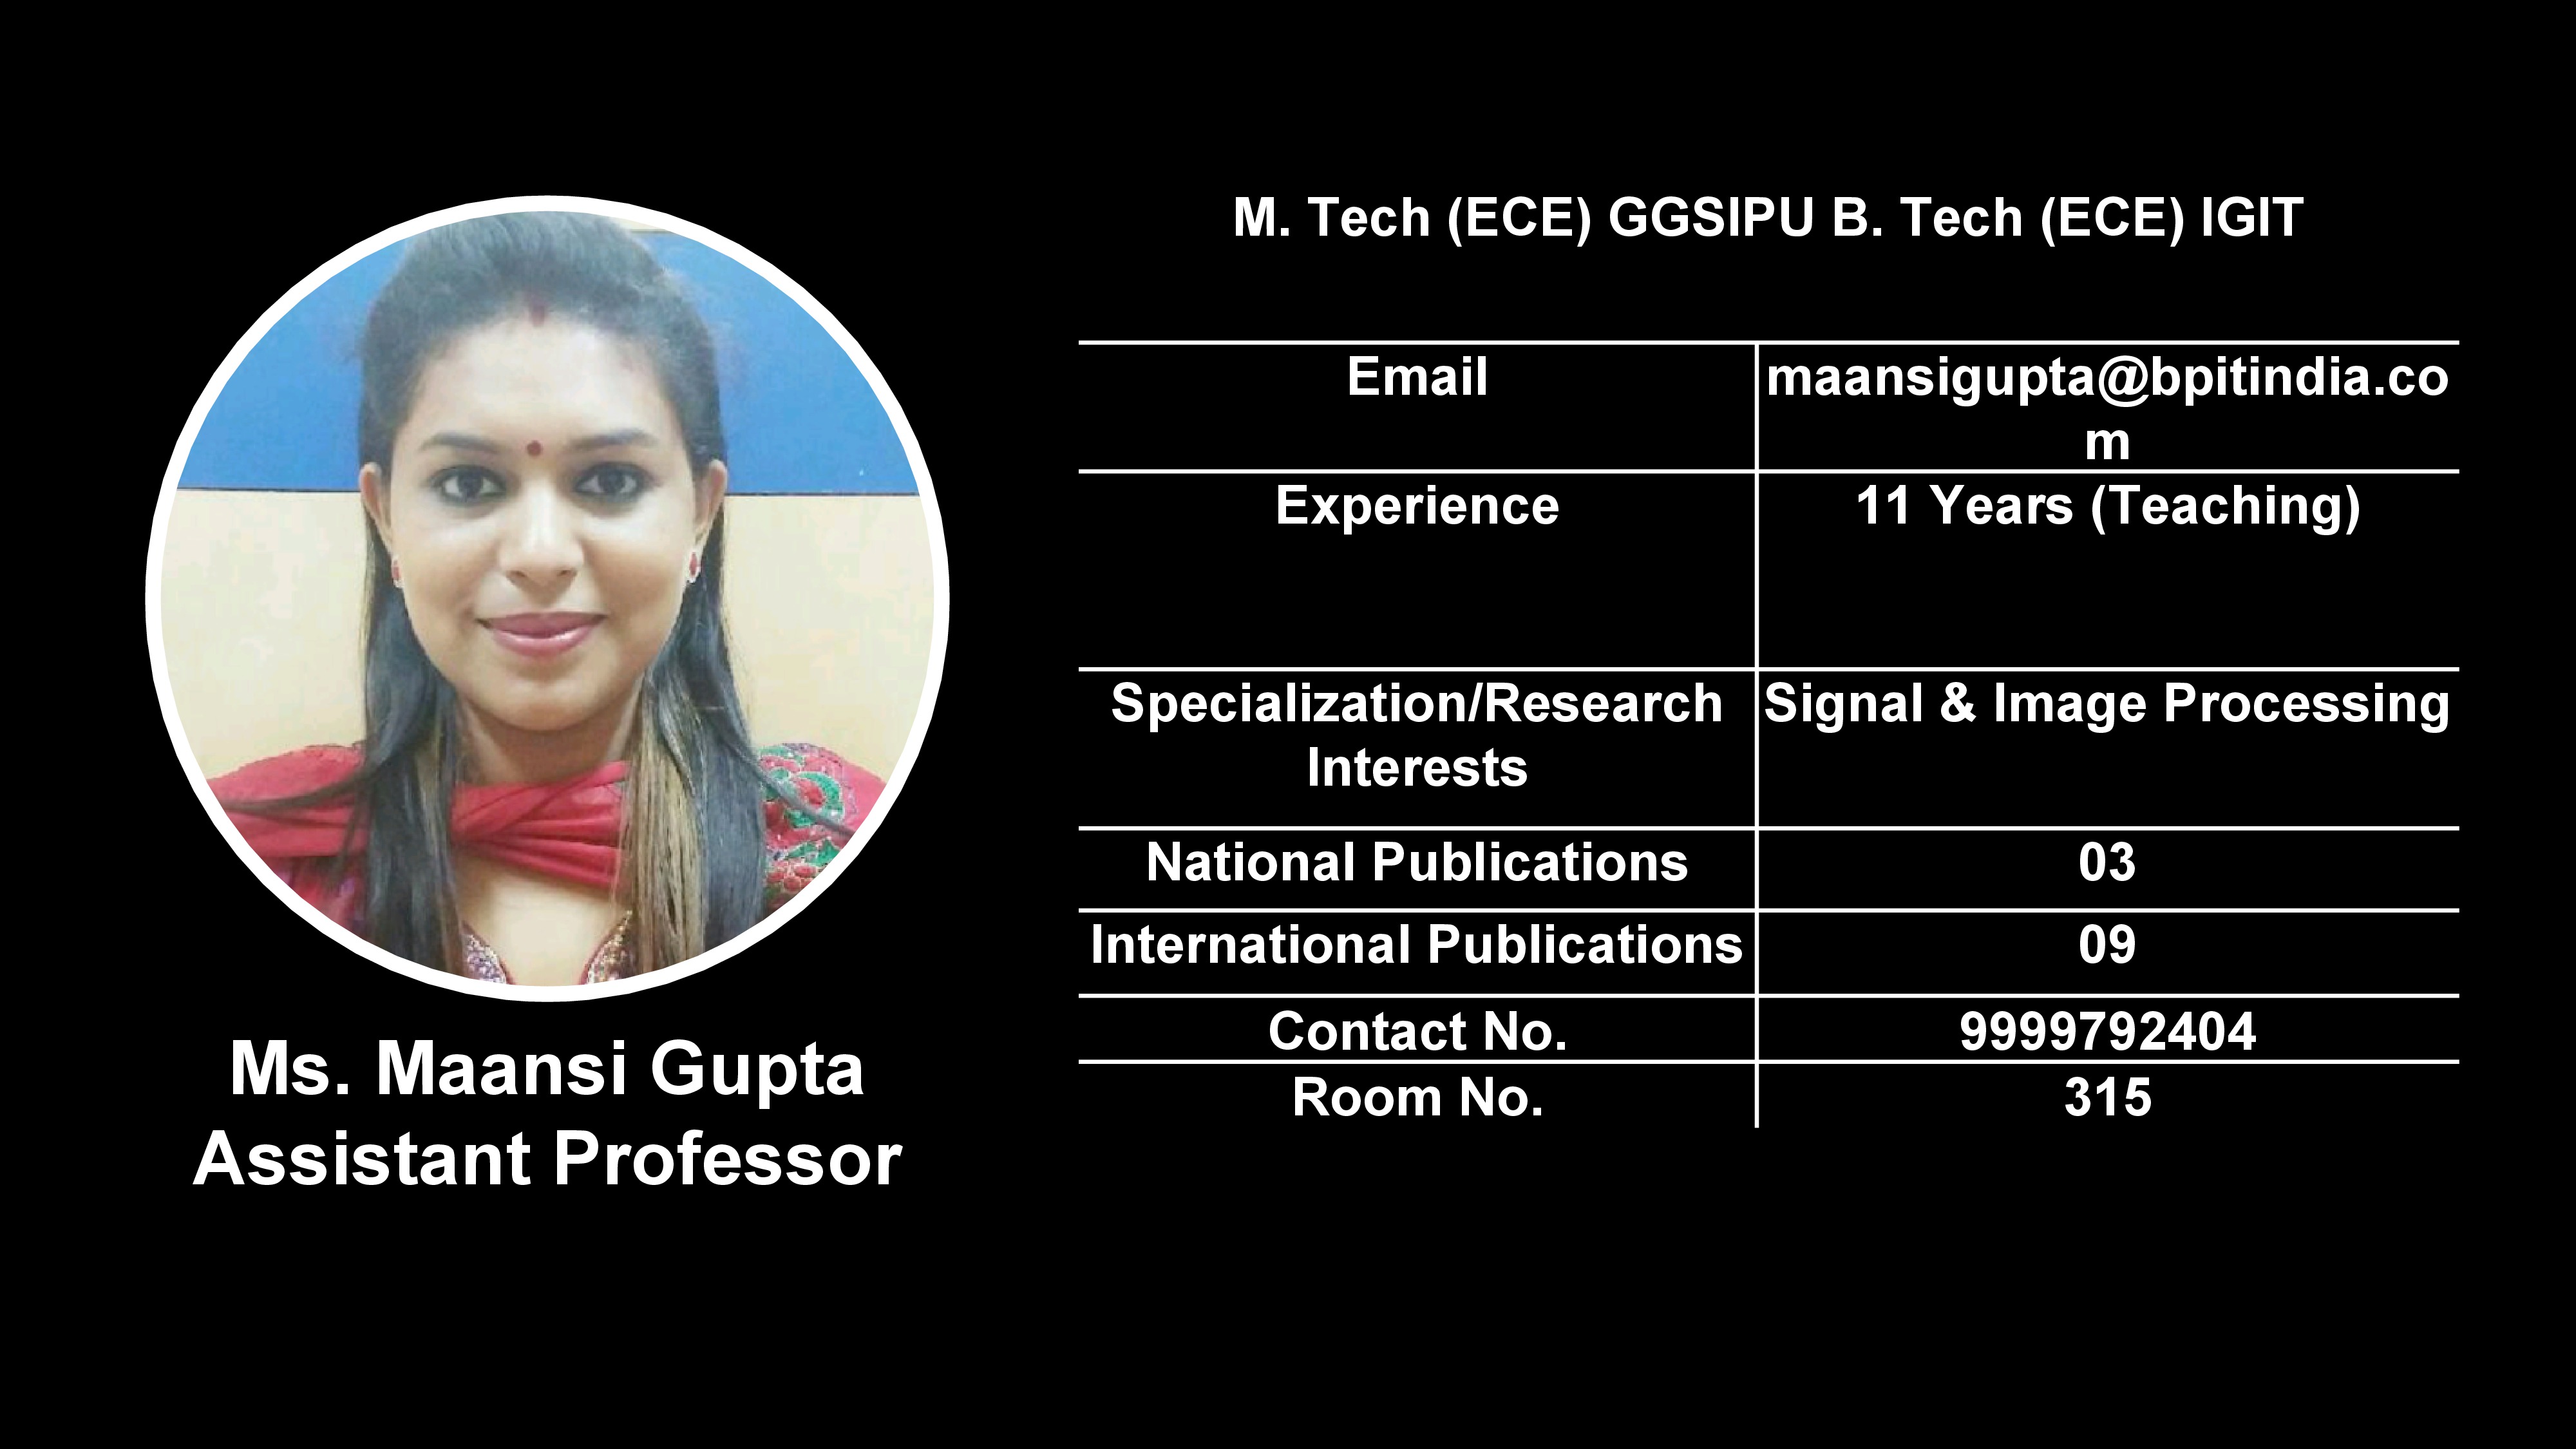 M. Tech (ECE) GGSIPU B. Tech (ECE) IGIT
Email
maansigupta@bpitindia.co
m
Experience
11 Years (Teaching)
Specialization/Research
Interests
Signal & Image Processing
National Publications
03
International Publications
09
Contact No.
9999792404
Room No.
315
Ms. Maansi Gupta
Assistant Professor